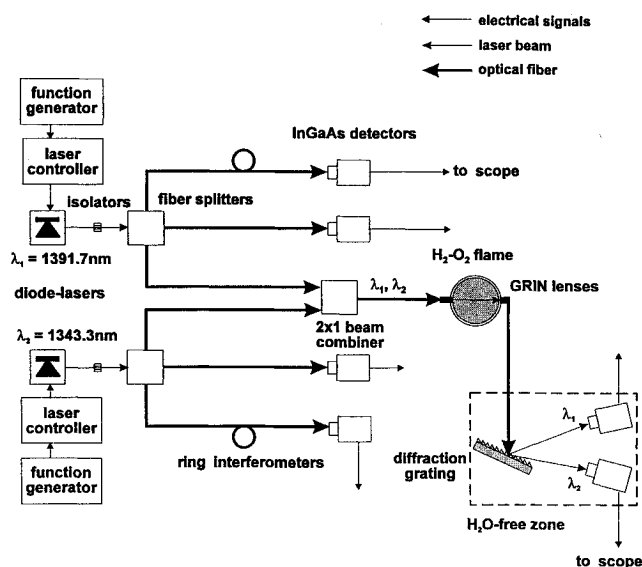 electrical signals
laser beam
optical fiber
function
generator
laser
controller
isolators
fiber splitters
InGaAs detectors
to scope
λ₁ = 1391.7nm
diode-lasers
λ₂ = 1343.3nm
λ₁, λ₂
2x1 beam
combiner
H₂-O₂ flame
GRIN lenses
laser
controller
function
generator
ring interferometers
diffraction
grating
λ₁
λ₂
H₂O-free zone
to scope